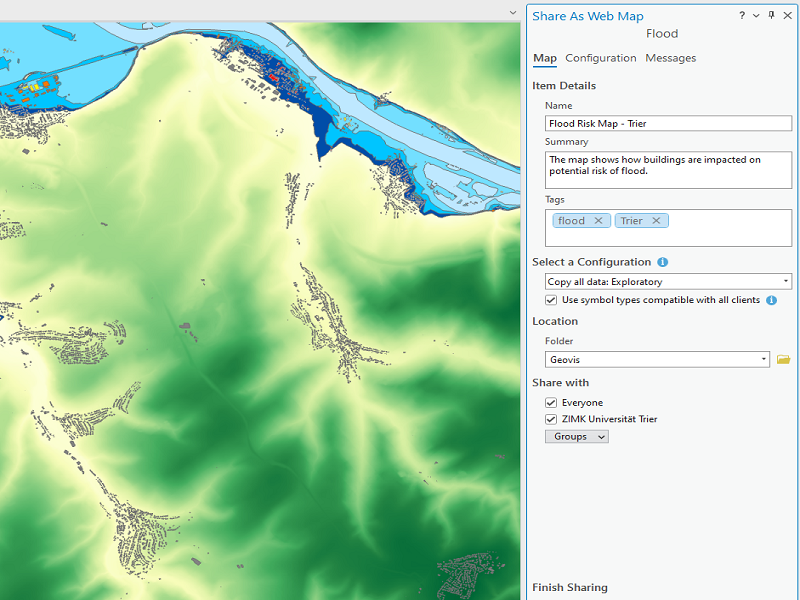 Share As Web Map
?
Flood
Map Configuration Messages
Item Details
Name
Flood Risk Map - Trier
Summary
The map shows how buildings are impacted on
potential risk of flood.
Tags
flood Trier
Select a Configuration
Copy all data: Exploratory
Use symbol types compatible with all clients
Location
Folder
Geovis
Share with
Everyone
ZIMK Universität Trier
Groups
Finish Sharing